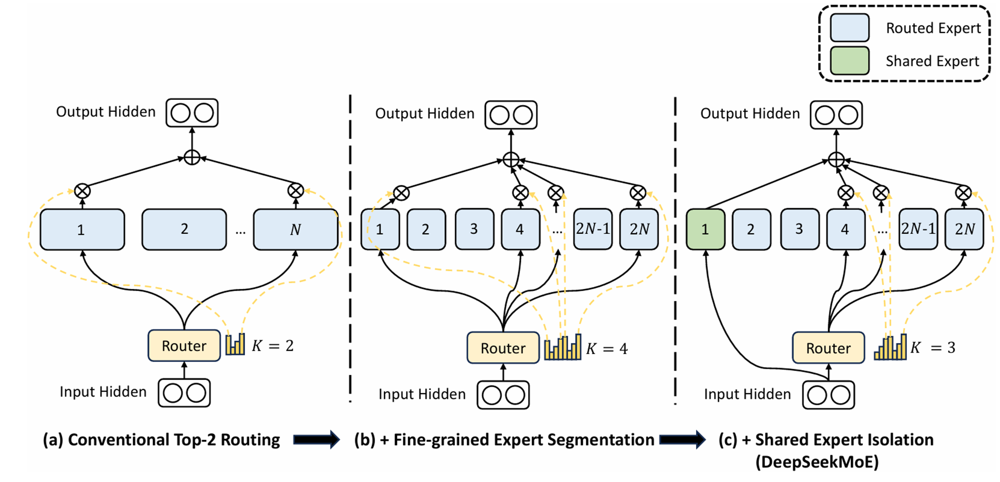 Routed Expert
Shared Expert
Output Hidden
1
2
...
N
Router
K = 2
Input Hidden
(a) Conventional Top-2 Routing
Output Hidden
1
2
3
4
...
2N-1
2N
Router
K = 4
Input Hidden
(b) + Fine-grained Expert Segmentation
Output Hidden
1
2
3
4
...
2N-1
2N
Router
K = 3
Input Hidden
(c) + Shared Expert Isolation
(DeepSeekMoE)